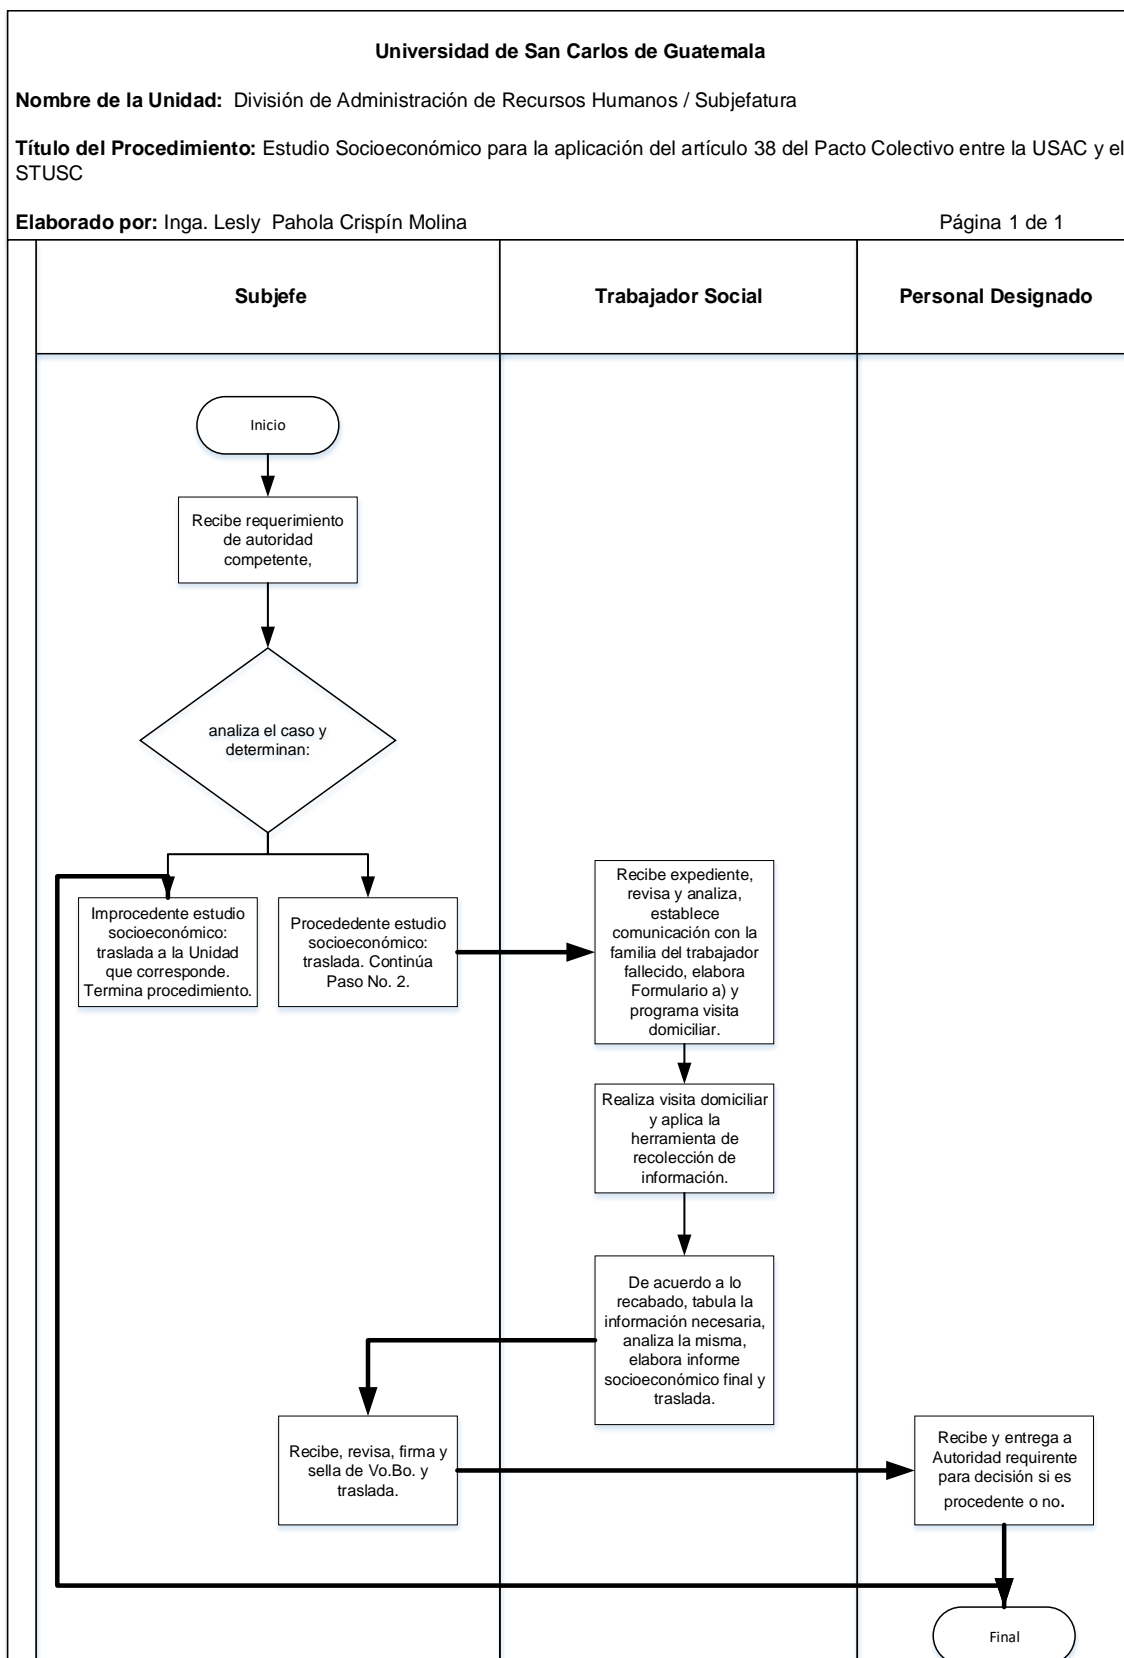 Universidad de San Carlos de Guatemala
Nombre de la Unidad: División de Administración de Recursos Humanos / Subjefatura
Título del Procedimiento: Estudio Socioeconómico para la aplicación del artículo 38 del Pacto Colectivo entre la USAC y el
STUSC
Elaborado por: Inga. Lesly Pahola Crispín Molina
Página 1 de 1
Subjefe
Trabajador Social
Personal Designado
Inicio
Recibe requerimiento
de autoridad
competente,
analiza el caso y
determinan:
Improcedente estudio
socioeconómico:
traslada a la Unidad
que corresponde.
Termina procedimiento.
Procededente estudio
socioeconómico:
traslada. Continúa
Paso No. 2.
Recibe expediente,
revisa y analiza,
establece
comunicación con la
familia del trabajador
fallecido, elabora
Formulario a) y
programa visita
domiciliar.
Realiza visita domiciliar
y aplica la
herramienta de
recolección de
información.
De acuerdo a lo
recabado, tabula la
información necesaria,
analiza la misma,
elabora informe
socioeconómico final y
traslada.
Recibe, revisa, firma y
sella de Vo.Bo. y
traslada.
Recibe y entrega a
Autoridad requirente
para decisión si es
procedente o no.
Final